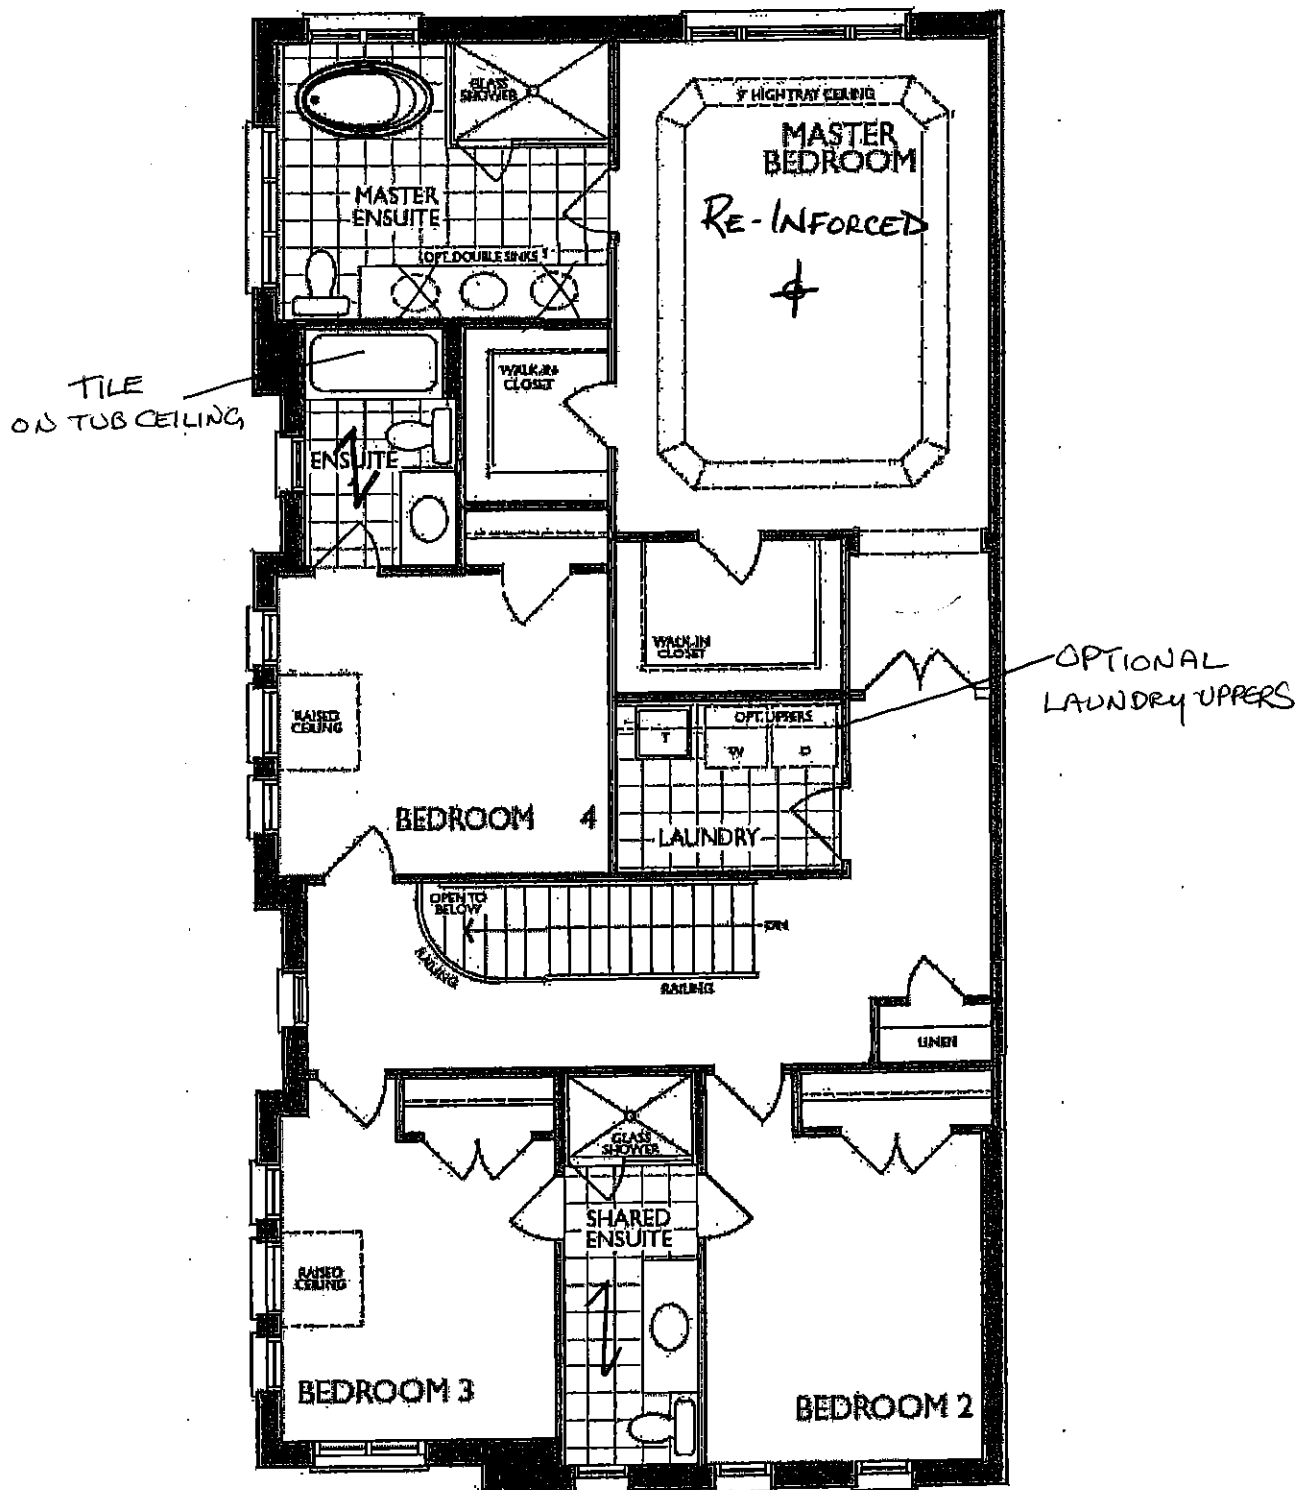 GLASS
SHOWER
9' HIGH TRAY CEILING
MASTER
BEDROOM
RE-INFORCED
MASTER
ENSUITE
OPT. DOUBLE SINKS
WALK-IN
CLOSET
TILE
ON TUB CEILING
ENSUITE
WALK-IN
CLOSET
OPTIONAL
LAUNDRY UPPERS
RAISED
CEILING
OPT. UPPERS
T
W
D
BEDROOM 4
LAUNDRY
OPEN TO
BELOW
DN
RAILING
RAILING
LINEN
GLASS
SHOWER
SHARED
ENSUITE
RAISED
CEILING
BEDROOM 3
BEDROOM 2